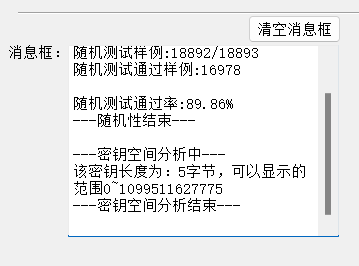 清空消息框
消息框：
随机测试样例:18892/18893
随机测试通过样例:16978
随机测试通过率:89.86%
---随机性结束---
---密钥空间分析中---
该密钥长度为：5字节，可以显示的
范围0~1099511627775
---密钥空间分析结束---